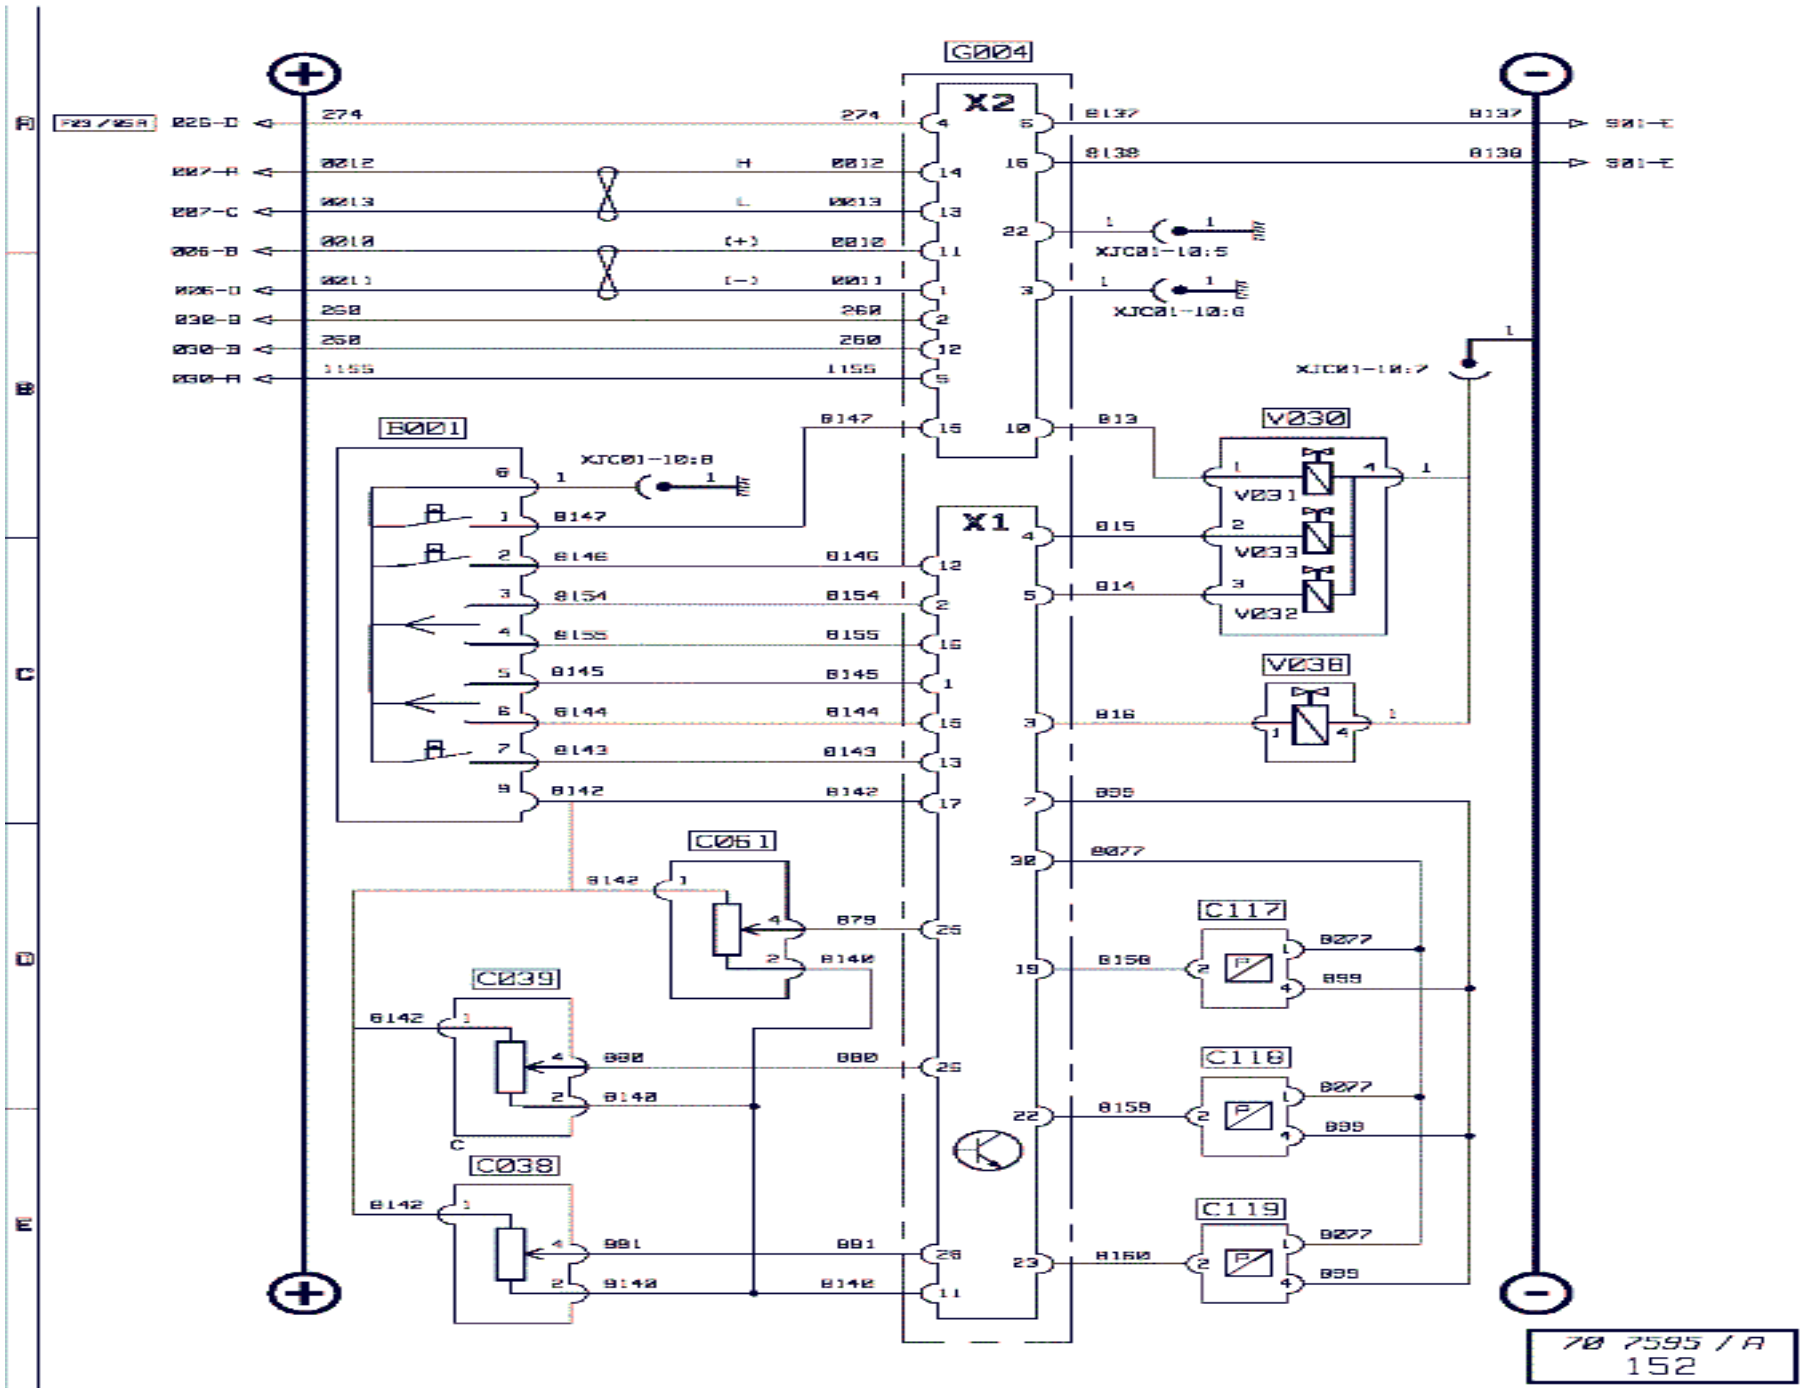 G004
X2
A 026-D 274 274 4 6 8137 8137 901-E
007-A 0012 H 0012 14 16 8138 8138 901-E
007-C 0013 L 0013 13
22 1 1
XJC01-10:5
006-B 0010 (+) 0010 11
006-D 0011 (-) 0011 1 3 1 1
XJC01-10:6
030-B 260 260 2
030-B 260 260 12
1
XJC01-10:7
030-A 1155 1155 5
B
B001
8147 15 10 813
V030
XJC01-10:8
8 1 1
1 4 1
V031
1 8147
X1
4 815 2
V033
2 8146 8146 12
3 8154 8154 2 5 814 3
V032
4 8155 8155 16
V038
C
5 8145 8145 1
6 8144 8144 15 3 816 1 4 1
7 8143 8143 13
9 8142 8142 17 7 899
C061
30 8077
8142 1
C117
4 879 25
1 8077
D
2 8140 19 8158 2 P
4 899
C039
8142 1
C118
4 880 880 26
1 8077
2 8140 22 8159 2 P
4 899
C
C038
8142 1
C119
E
1 8077
4 881 881 28
23 8160 2 P
4 899
2 8140 8140 11
70 7595 / A
152